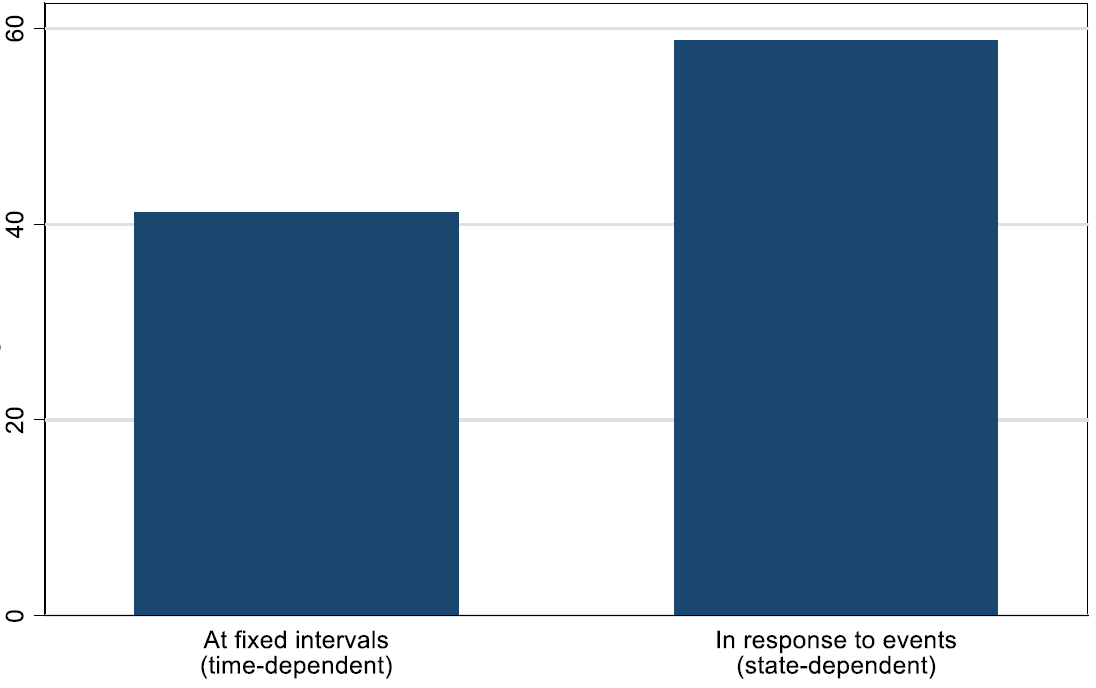 60
40
20
0
At fixed intervals
(time-dependent)
In response to events
(state-dependent)